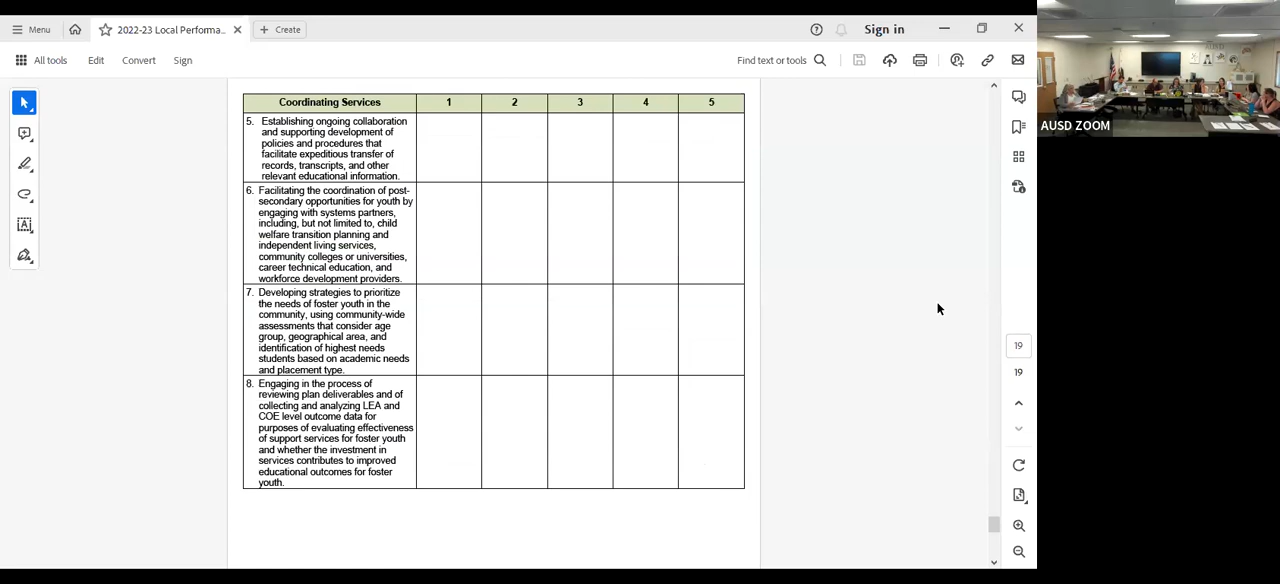 Menu
2022-23 Local Performa...
Create
Sign in
All tools
Edit
Convert
Sign
Find text or tools
Coordinating Services 1 2 3 4 5
5. Establishing ongoing collaboration
and supporting development of
policies and procedures that
facilitate expeditious transfer of
records, transcripts, and other
relevant educational information.
6. Facilitating the coordination of post-
secondary opportunities for youth by
engaging with systems partners,
including, but not limited to, child
welfare transition planning and
independent living services,
community colleges or universities,
career technical education, and
workforce development providers.
7. Developing strategies to prioritize
the needs of foster youth in the
community, using community-wide
assessments that consider age
group, geographical area, and
identification of highest needs
students based on academic needs
and placement type.
8. Engaging in the process of
reviewing plan deliverables and of
collecting and analyzing LEA and
COE level outcome data for
purposes of evaluating effectiveness
of support services for foster youth
and whether the investment in
services contributes to improved
educational outcomes for foster
youth.
19
19
AUSD ZOOM